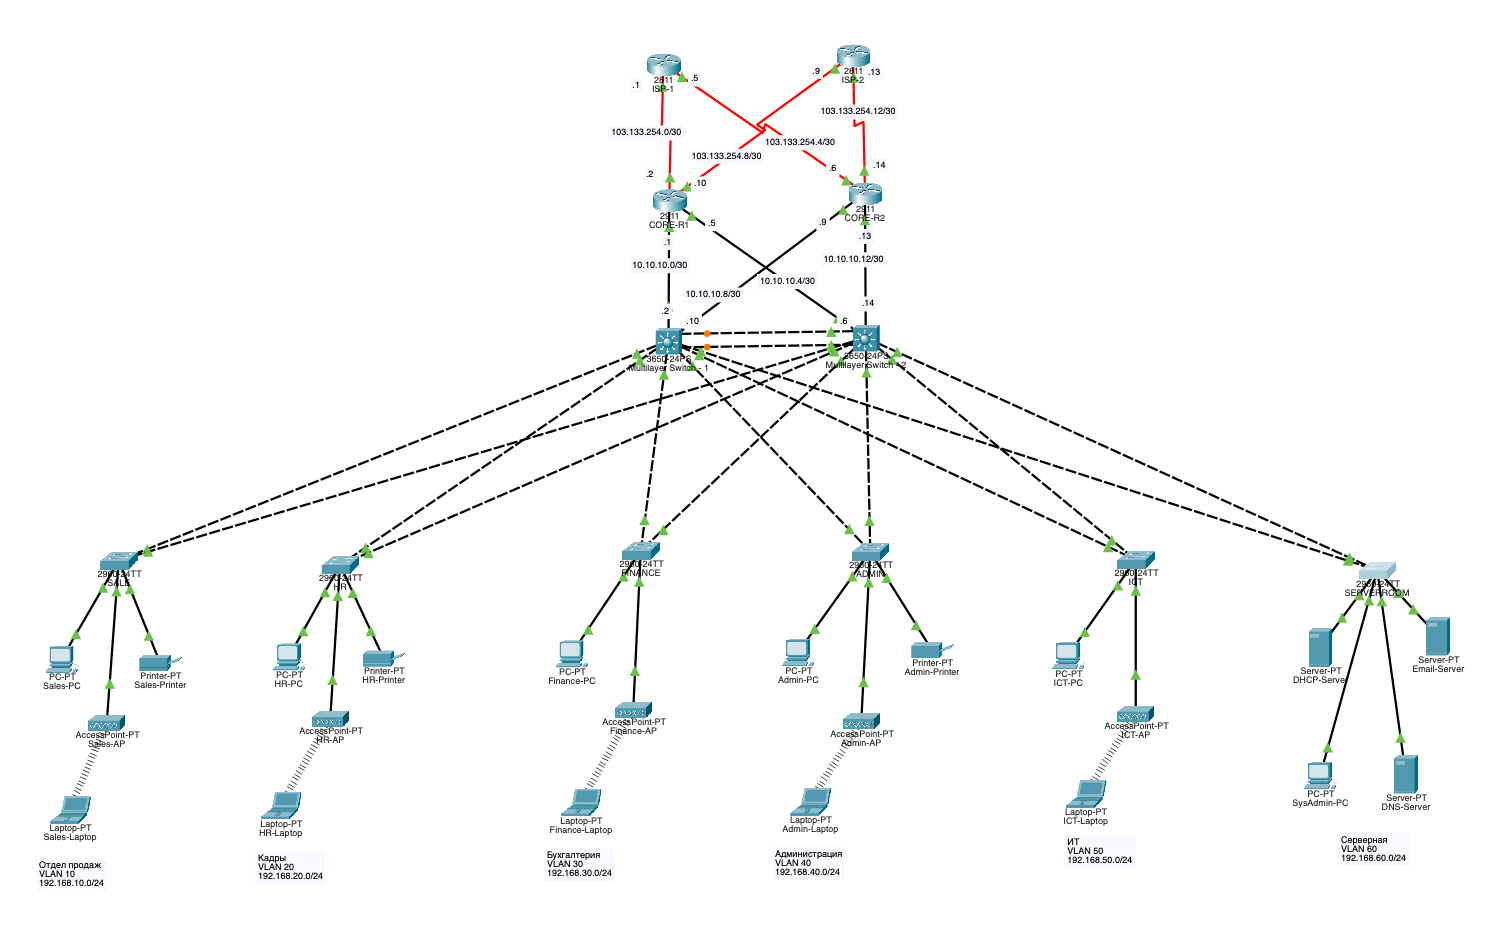 2811
ISP-1
2811
ISP-2
.1
.5
.9
.13
103.133.254.0/30
103.133.254.12/30
103.133.254.4/30
103.133.254.8/30
.2
.10
.6
.14
2911
CORE-R1
2911
CORE-R2
.1
.5
.9
.13
10.10.10.0/30
10.10.10.12/30
10.10.10.4/30
10.10.10.8/30
.2
.10
.6
.14
3650-24PS
Multilayer Switch - 1
3650-24PS
Multilayer Switch - 2
2960-24TT
SALE
2960-24TT
HR
2960-24TT
FINANCE
2960-24TT
ADMIN
2960-24TT
ICT
2960-24TT
SERVERROOM
PC-PT
Sales-PC
Printer-PT
Sales-Printer
PC-PT
HR-PC
Printer-PT
HR-Printer
PC-PT
Finance-PC
PC-PT
Admin-PC
Printer-PT
Admin-Printer
PC-PT
ICT-PC
Server-PT
DHCP-Server
Server-PT
Email-Server
AccessPoint-PT
Sales-AP
AccessPoint-PT
HR-AP
AccessPoint-PT
Finance-AP
AccessPoint-PT
Admin-AP
AccessPoint-PT
ICT-AP
PC-PT
SysAdmin-PC
Server-PT
DNS-Server
Laptop-PT
Sales-Laptop
Laptop-PT
HR-Laptop
Laptop-PT
Finance-Laptop
Laptop-PT
Admin-Laptop
Laptop-PT
ICT-Laptop
Отдел продаж
VLAN 10
192.168.10.0/24
Кадры
VLAN 20
192.168.20.0/24
Бухгалтерия
VLAN 30
192.168.30.0/24
Администрация
VLAN 40
192.168.40.0/24
ИТ
VLAN 50
192.168.50.0/24
Серверная
VLAN 60
192.168.60.0/24